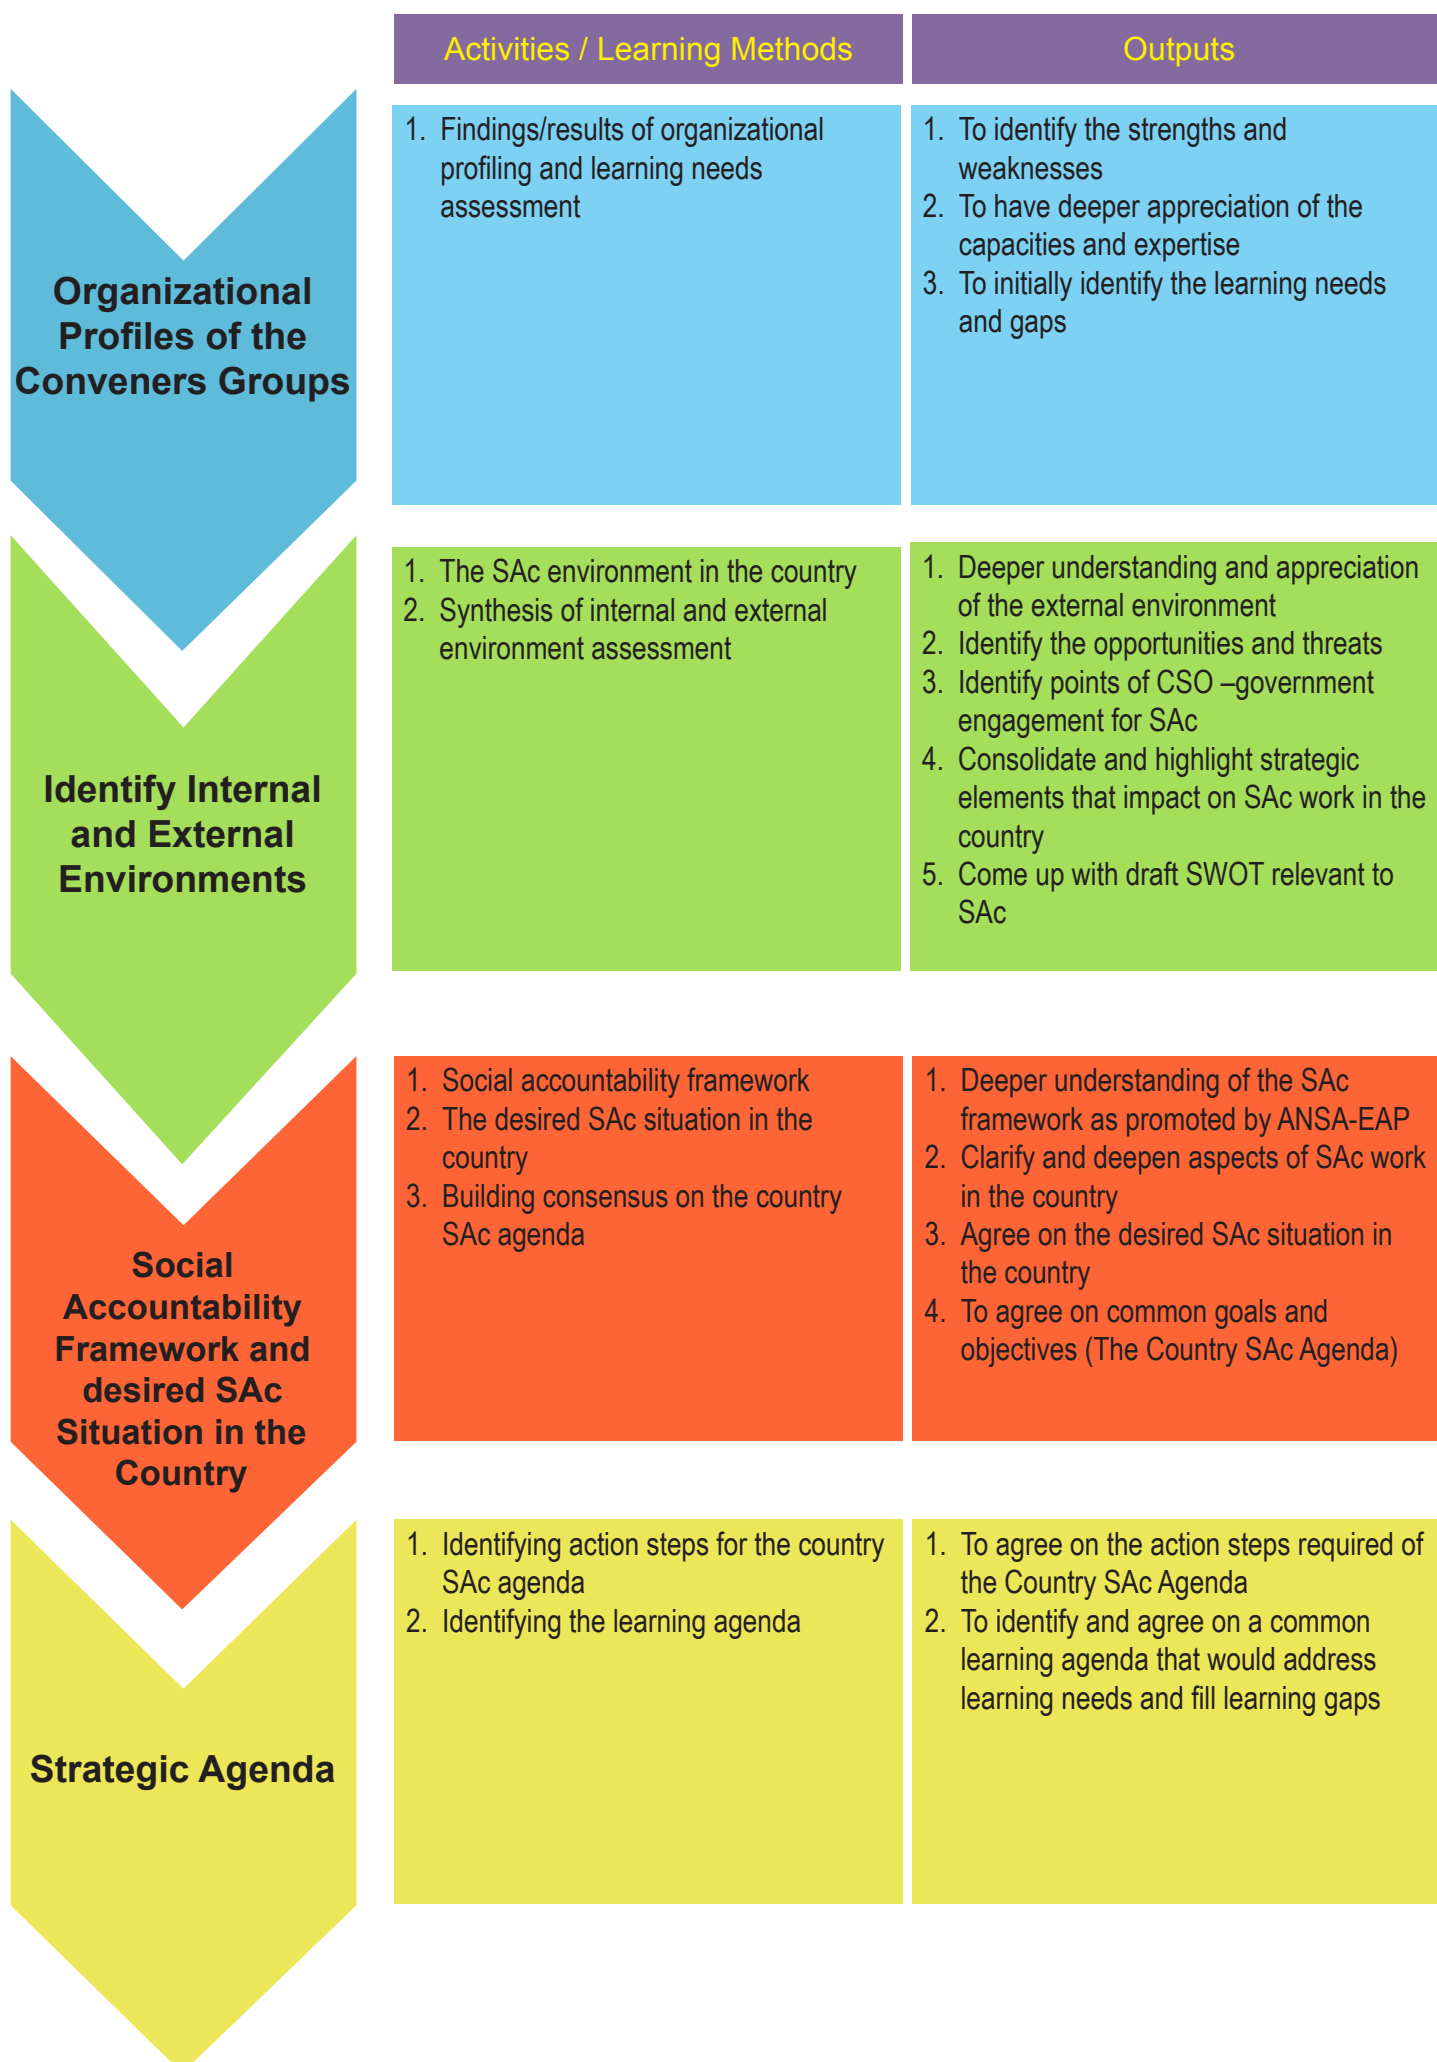 Activities / Learning Methods
Outputs
Organizational
Profiles of the
Conveners Groups
1. Findings/results of organizational
profiling and learning needs
assessment
1. To identify the strengths and
weaknesses
2. To have deeper appreciation of the
capacities and expertise
3. To initially identify the learning needs
and gaps
Identify Internal
and External
Environments
1. The SAc environment in the country
2. Synthesis of internal and external
environment assessment
1. Deeper understanding and appreciation
of the external environment
2. Identify the opportunities and threats
3. Identify points of CSO –government
engagement for SAc
4. Consolidate and highlight strategic
elements that impact on SAc work in the
country
5. Come up with draft SWOT relevant to
SAc
Social
Accountability
Framework and
desired SAc
Situation in the
Country
1. Social accountability framework
2. The desired SAc situation in the
country
3. Building consensus on the country
SAc agenda
1. Deeper understanding of the SAc
framework as promoted by ANSA-EAP
2. Clarify and deepen aspects of SAc work
in the country
3. Agree on the desired SAc situation in
the country
4. To agree on common goals and
objectives (The Country SAc Agenda)
Strategic Agenda
1. Identifying action steps for the country
SAc agenda
2. Identifying the learning agenda
1. To agree on the action steps required of
the Country SAc Agenda
2. To identify and agree on a common
learning agenda that would address
learning needs and fill learning gaps